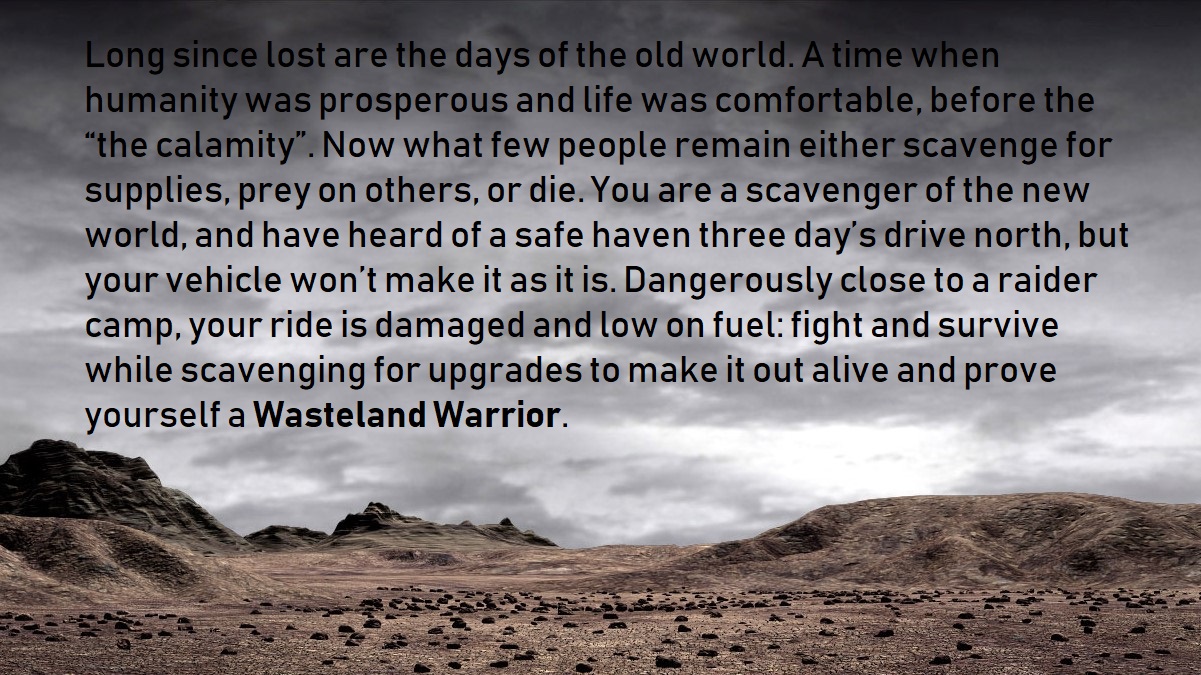 Long since lost are the days of the old world. A time when
humanity was prosperous and life was comfortable, before the
“the calamity”. Now what few people remain either scavenge for
supplies, prey on others, or die. You are a scavenger of the new
world, and have heard of a safe haven three day’s drive north, but
your vehicle won’t make it as it is. Dangerously close to a raider
camp, your ride is damaged and low on fuel: fight and survive
while scavenging for upgrades to make it out alive and prove
yourself a Wasteland Warrior.